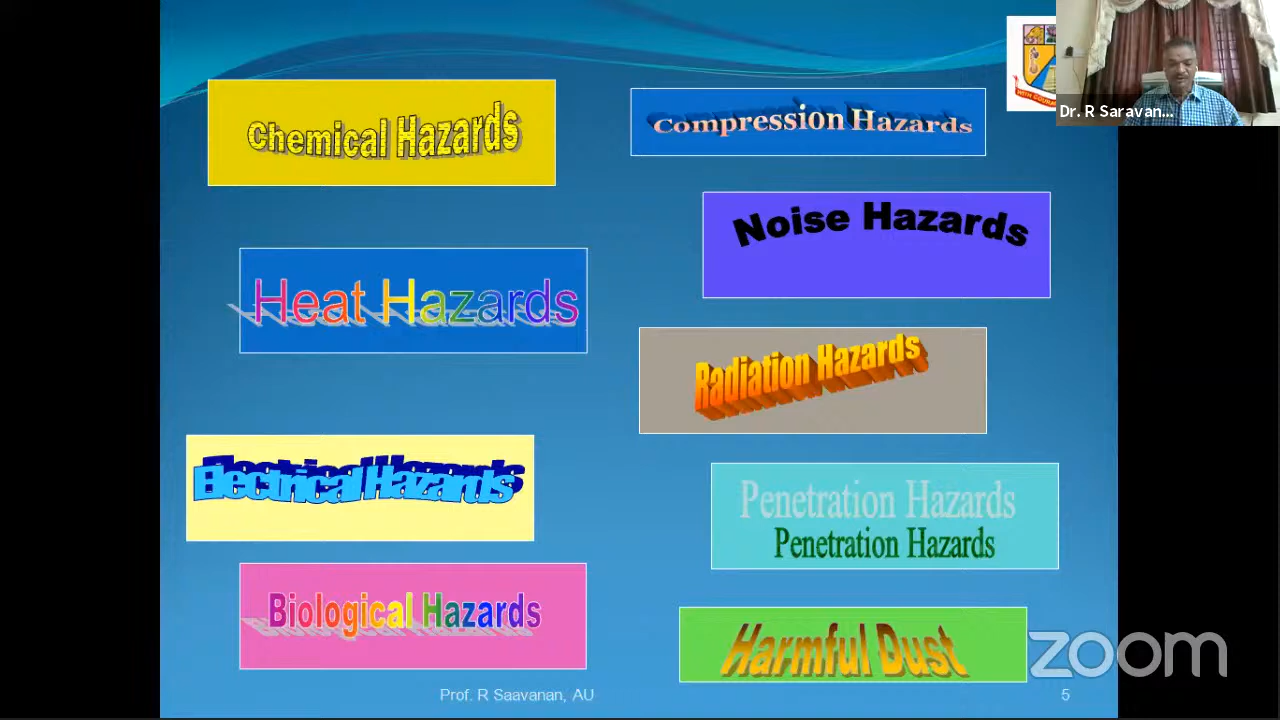 Chemical Hazards
Compression Hazards
Dr. R Saravan...
Noise Hazards
Heat Hazards
Radiation Hazards
Electrical Hazards
Penetration Hazards
Penetration Hazards
Biological Hazards
Harmful Dust
zoom
Prof. R Saavanan, AU
5